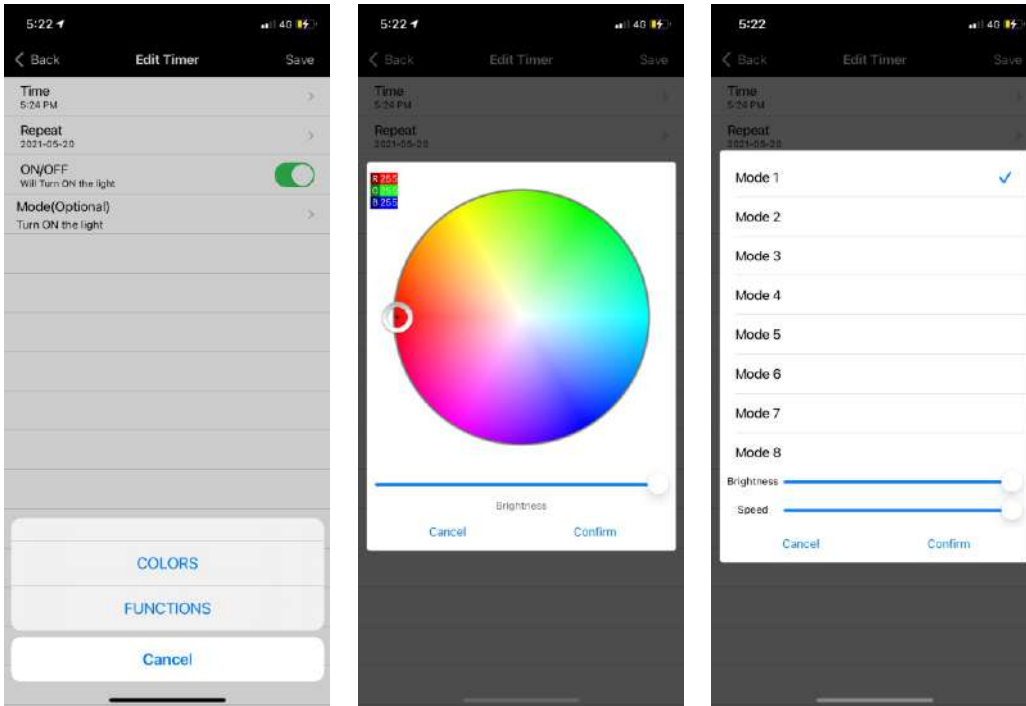 5:22
4G
Back
Edit Timer
Save
Time
5:24 PM
Repeat
2021-05-20
ON/OFF
Will Turn ON the light
Mode(Optional)
Turn ON the light
COLORS
FUNCTIONS
Cancel
5:22
4G
Back
Edit Timer
Save
Time
5:24 PM
Repeat
2021-05-20
R 255
G 255
B 255
Brightness
Cancel
Confirm
5:22
4G
Back
Edit Timer
Save
Time
5:24 PM
Repeat
2021-05-20
Mode 1
Mode 2
Mode 3
Mode 4
Mode 5
Mode 6
Mode 7
Mode 8
Brightness
Speed
Cancel
Confirm